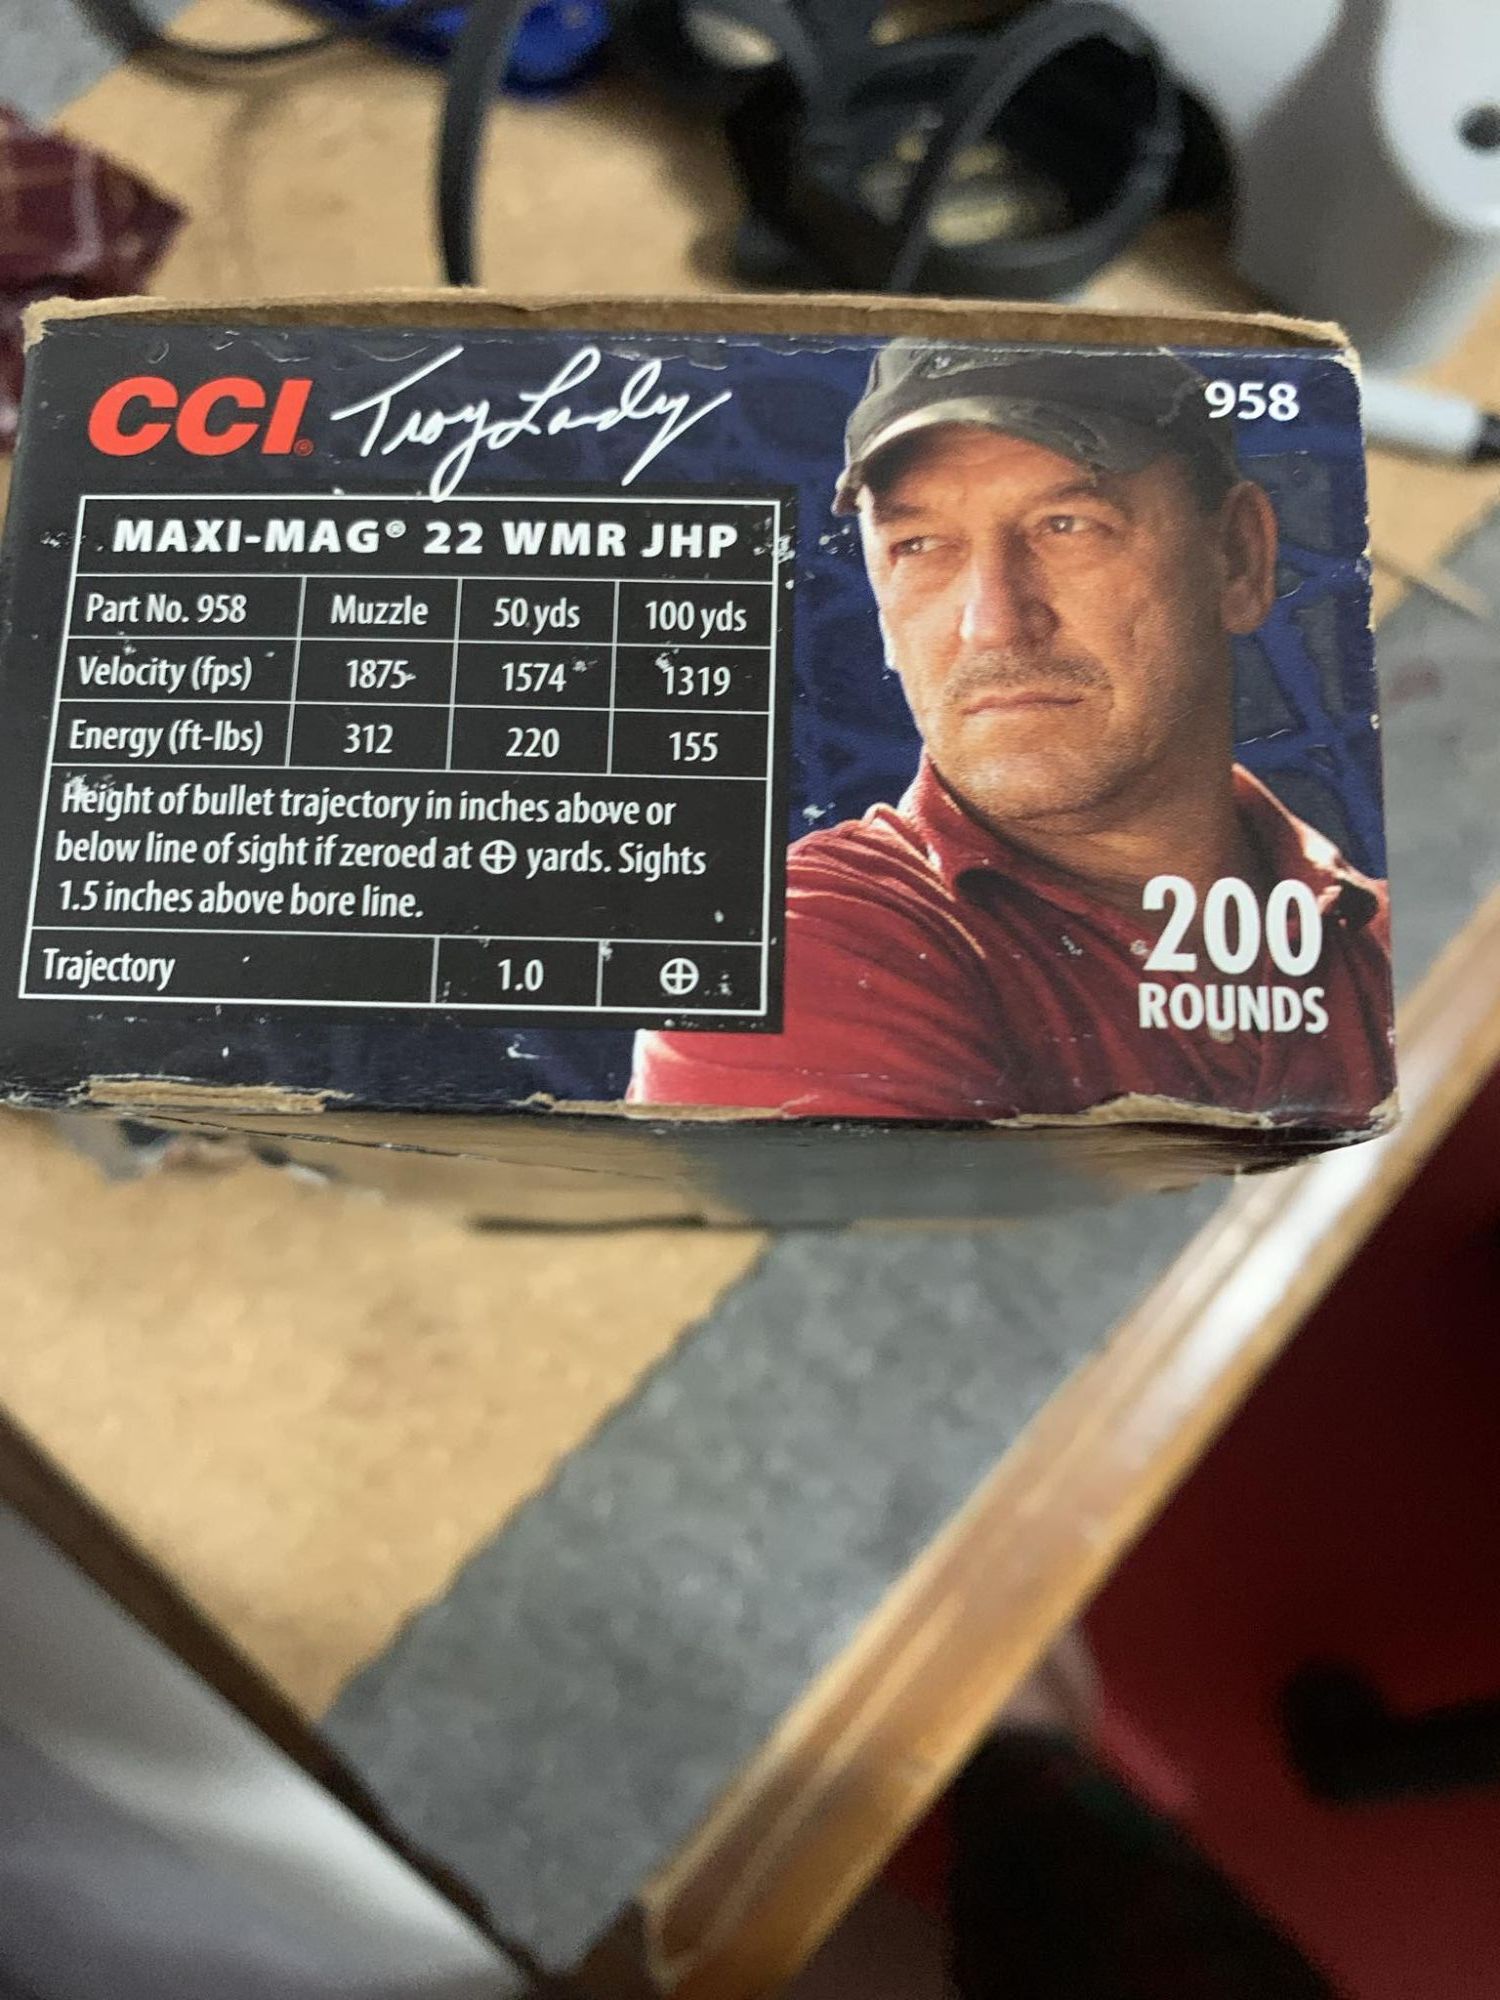 CCI® Troy Landry
958
MAXI-MAG® 22 WMR JHP
Part No. 958 Muzzle 50 yds 100 yds
Velocity (fps) 1875 1574 1319
Energy (ft-lbs) 312 220 155
Height of bullet trajectory in inches above or
below line of sight if zeroed at ⊕ yards. Sights
1.5 inches above bore line.
Trajectory 1.0 ⊕
200
ROUNDS